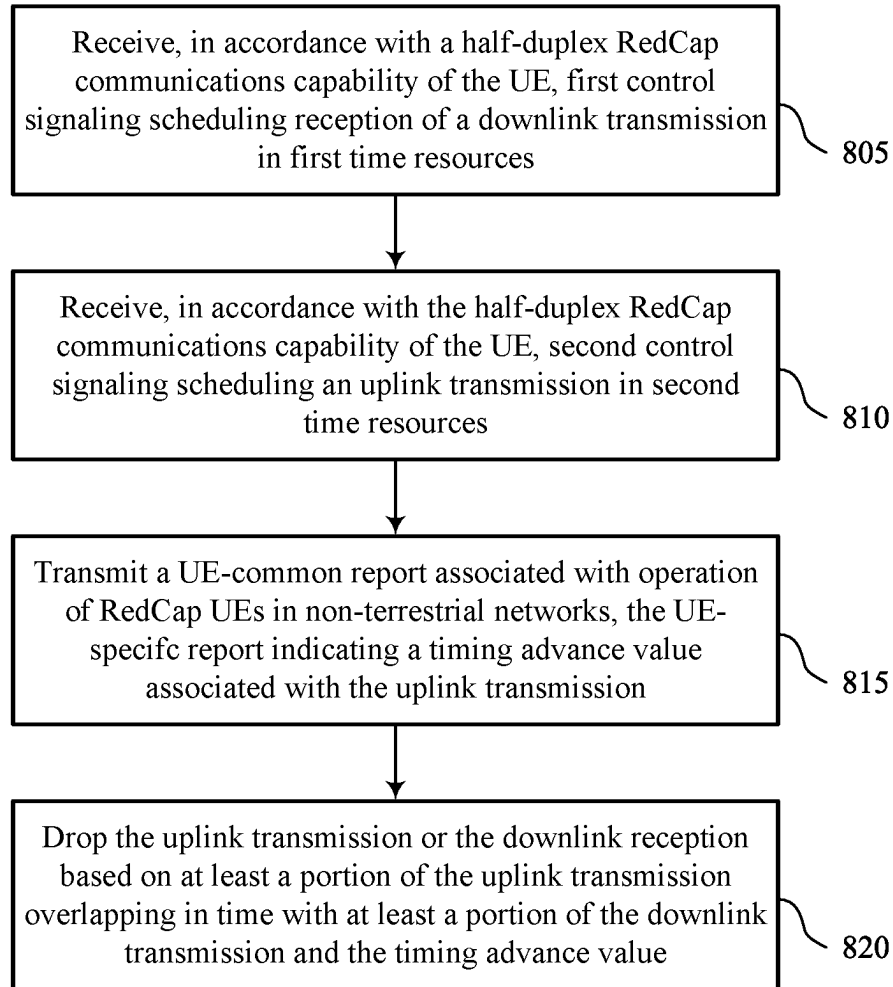 Receive, in accordance with a half-duplex RedCap
communications capability of the UE, first control
signaling scheduling reception of a downlink transmission
in first time resources
805
Receive, in accordance with the half-duplex RedCap
communications capability of the UE, second control
signaling scheduling an uplink transmission in second
time resources
810
Transmit a UE-common report associated with operation
of RedCap UEs in non-terrestrial networks, the UE-
specifc report indicating a timing advance value
associated with the uplink transmission
815
Drop the uplink transmission or the downlink reception
based on at least a portion of the uplink transmission
overlapping in time with at least a portion of the downlink
transmission and the timing advance value
820